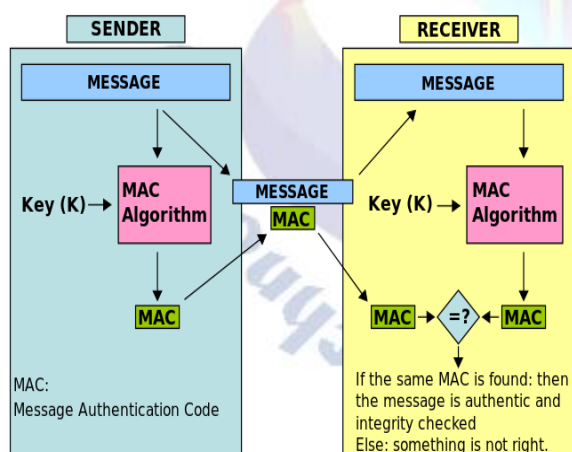 SENDER
RECEIVER
MESSAGE
MESSAGE
Key (K)
MAC
Algorithm
MESSAGE
MAC
Key (K)
MAC
Algorithm
MAC
MAC
=?
MAC
MAC:
Message Authentication Code
If the same MAC is found: then
the message is authentic and
integrity checked
Else: something is not right.